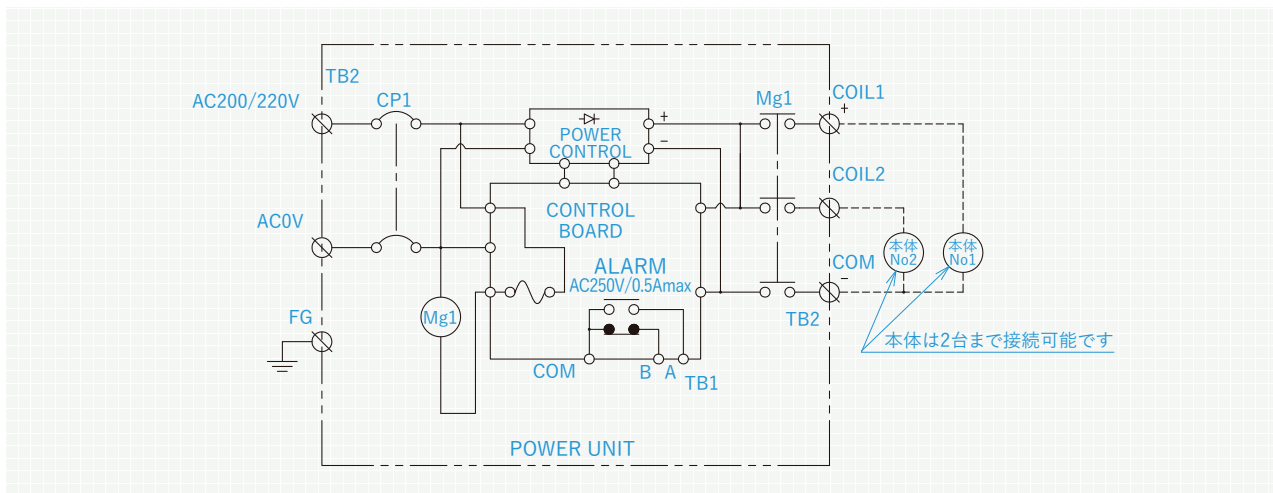 TB2
AC200/220V
CP1
Mg1
COIL1
+
+
−
POWER
CONTROL
COIL2
AC0V
CONTROL
BOARD
本体
No2
本体
No1
COM
−
ALARM
AC250V/0.5Amax
FG
Mg1
TB2
本体は2台まで接続可能です
COM
B
A
TB1
POWER UNIT